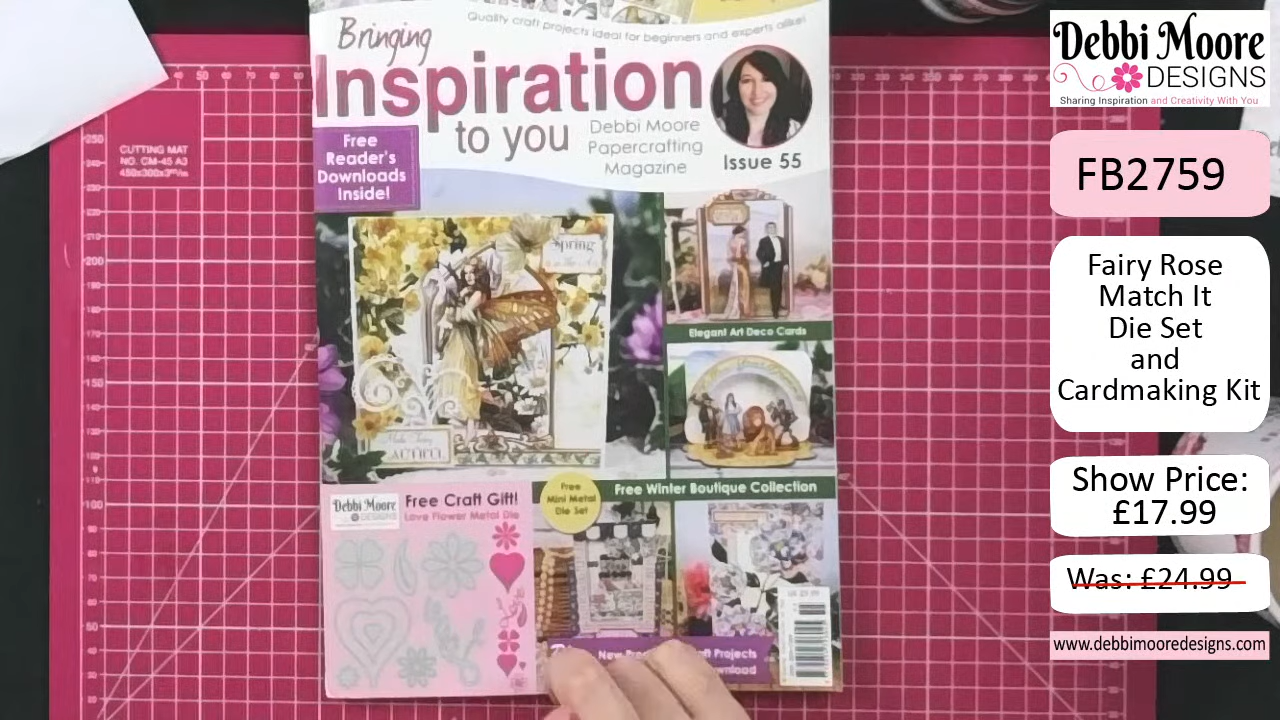 Quality craft projects ideal for beginners and experts alike!
Bringing
Inspiration
to you
Debbi Moore
Papercrafting
Magazine
Issue 55
Free
Reader's
Downloads
Inside!
CUTTING MAT
NO. CM-45 A3
Spring
Elegant Art Deco Cards
Debbi Moore
DESIGNS
Free Craft Gift!
Love Flower Metal Die
Free
Mini Metal
Die Set
Free Winter Boutique Collection
Debbi Moore
DESIGNS
Sharing Inspiration and Creativity With You
FB2759
Fairy Rose
Match It
Die Set
and
Cardmaking Kit
Show Price:
£17.99
Was: £24.99
www.debbimooredesigns.com